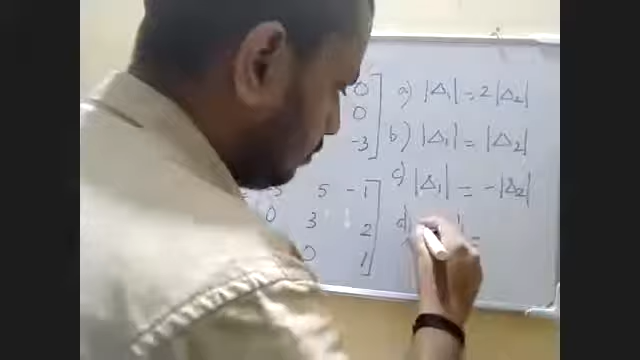 0 a) |Δ₁| = 2|Δ₂|
0
-3 b) |Δ₁| = |Δ₂|
5 -1 c) |Δ₁| = -|Δ₂|
0 3 2 d)
0 1